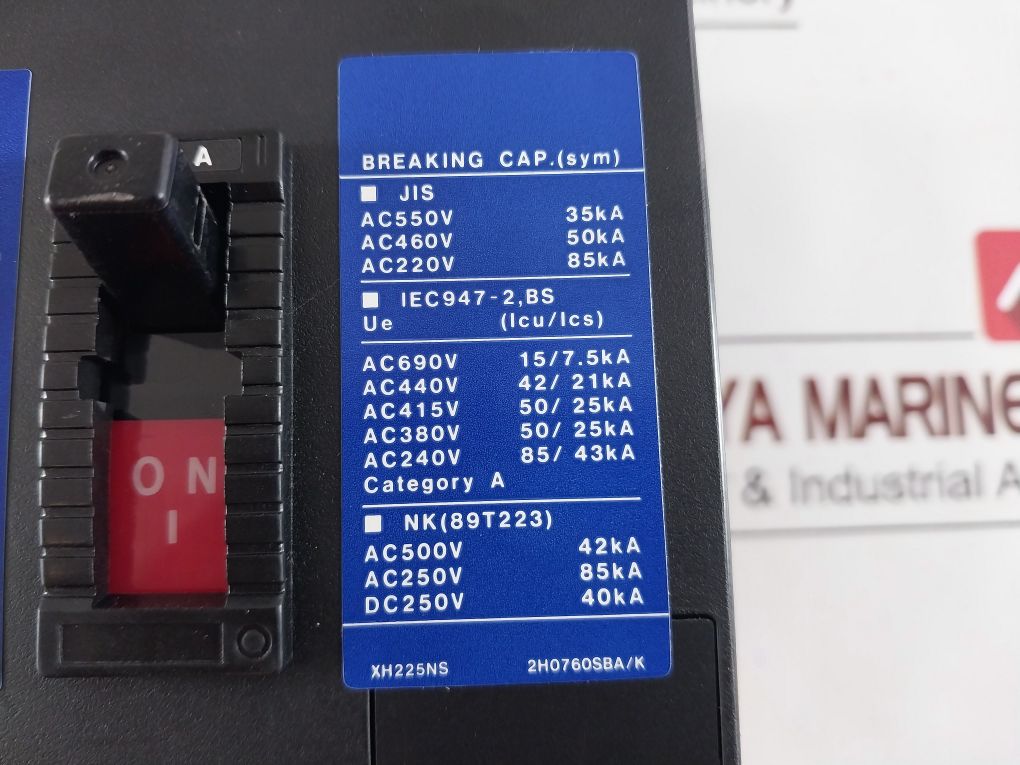 A
ON
I
BREAKING CAP.(sym)
JIS
AC550V 35kA
AC460V 50kA
AC220V 85kA
IEC947-2,BS
Ue (Icu/Ics)
AC690V 15/7.5kA
AC440V 42/ 21kA
AC415V 50/ 25kA
AC380V 50/ 25kA
AC240V 85/ 43kA
Category A
NK(89T223)
AC500V 42kA
AC250V 85kA
DC250V 40kA
XH225NS 2H0760SBA/K
YA MARINE
& Industrial A